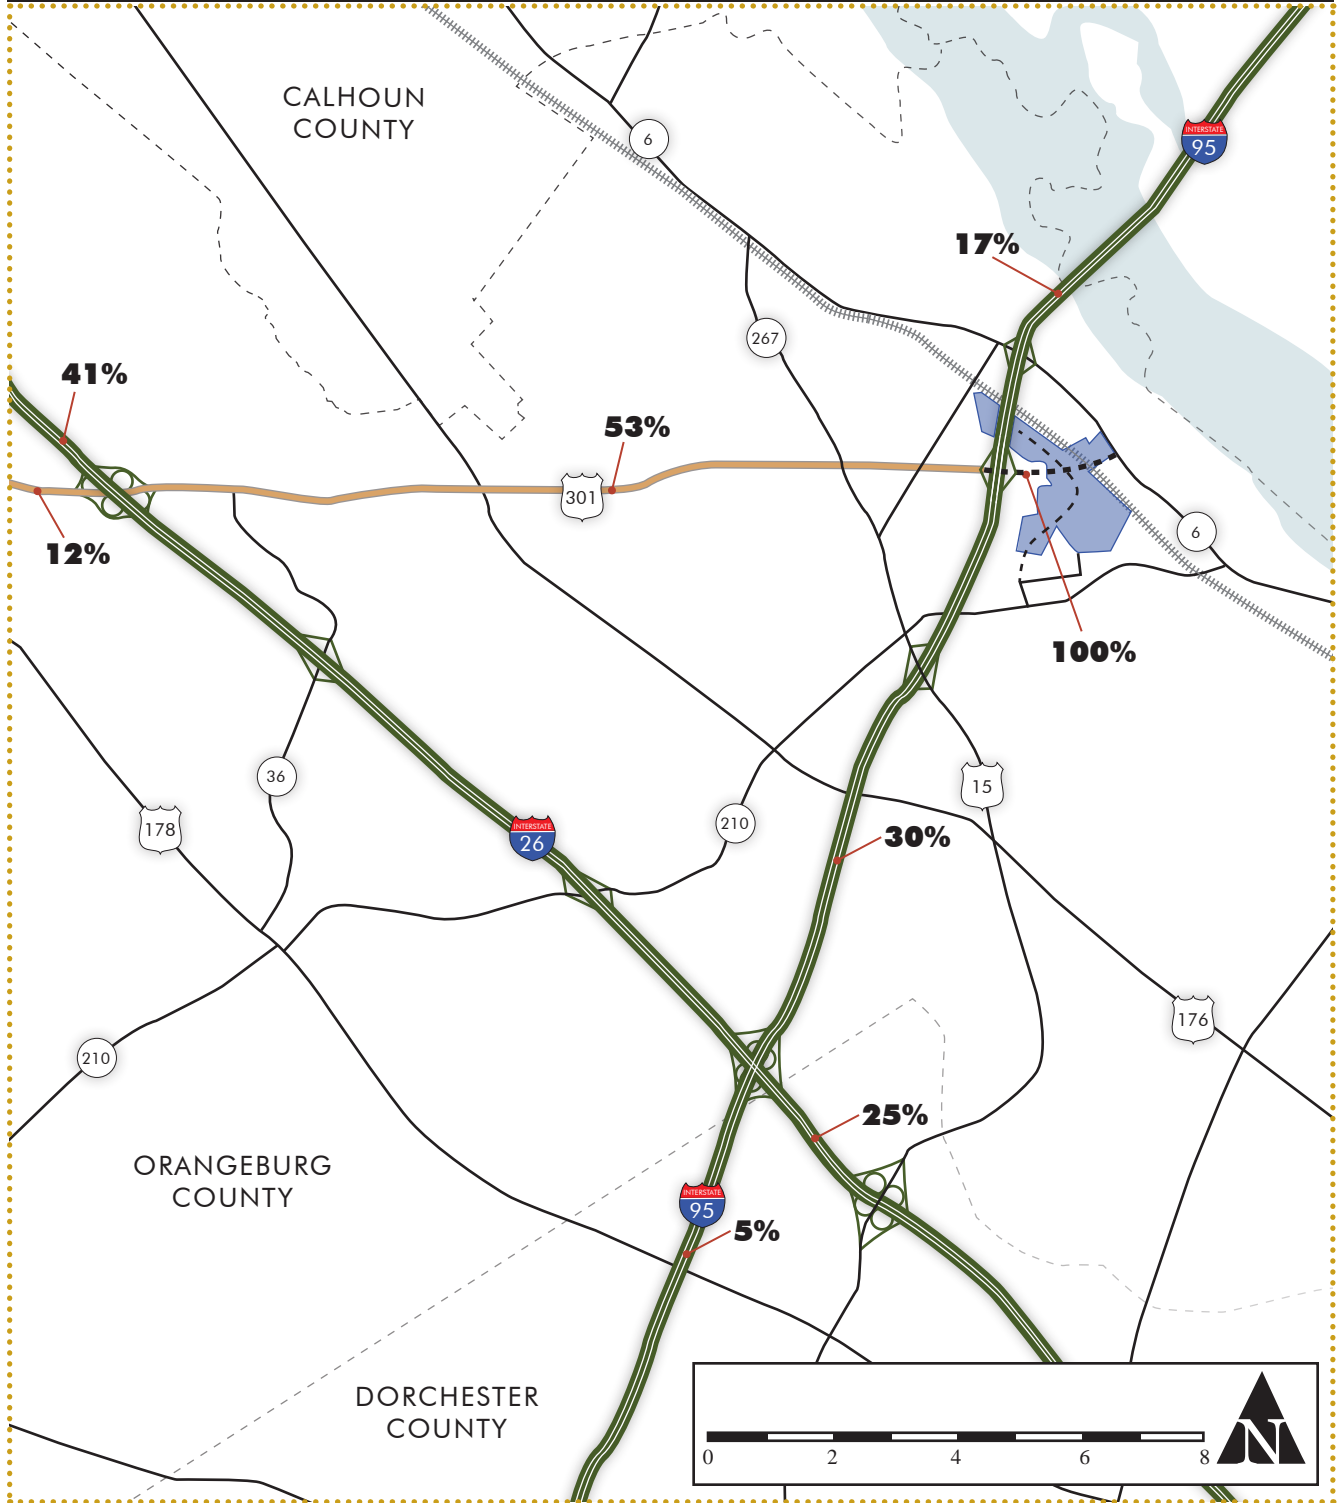 CALHOUN
COUNTY
6
INTERSTATE
95
17%
267
41%
53%
301
12%
6
100%
36
15
178
INTERSTATE
26
210
30%
176
210
25%
ORANGEBURG
COUNTY
INTERSTATE
95
5%
DORCHESTER
COUNTY
0 2 4 6 8
N